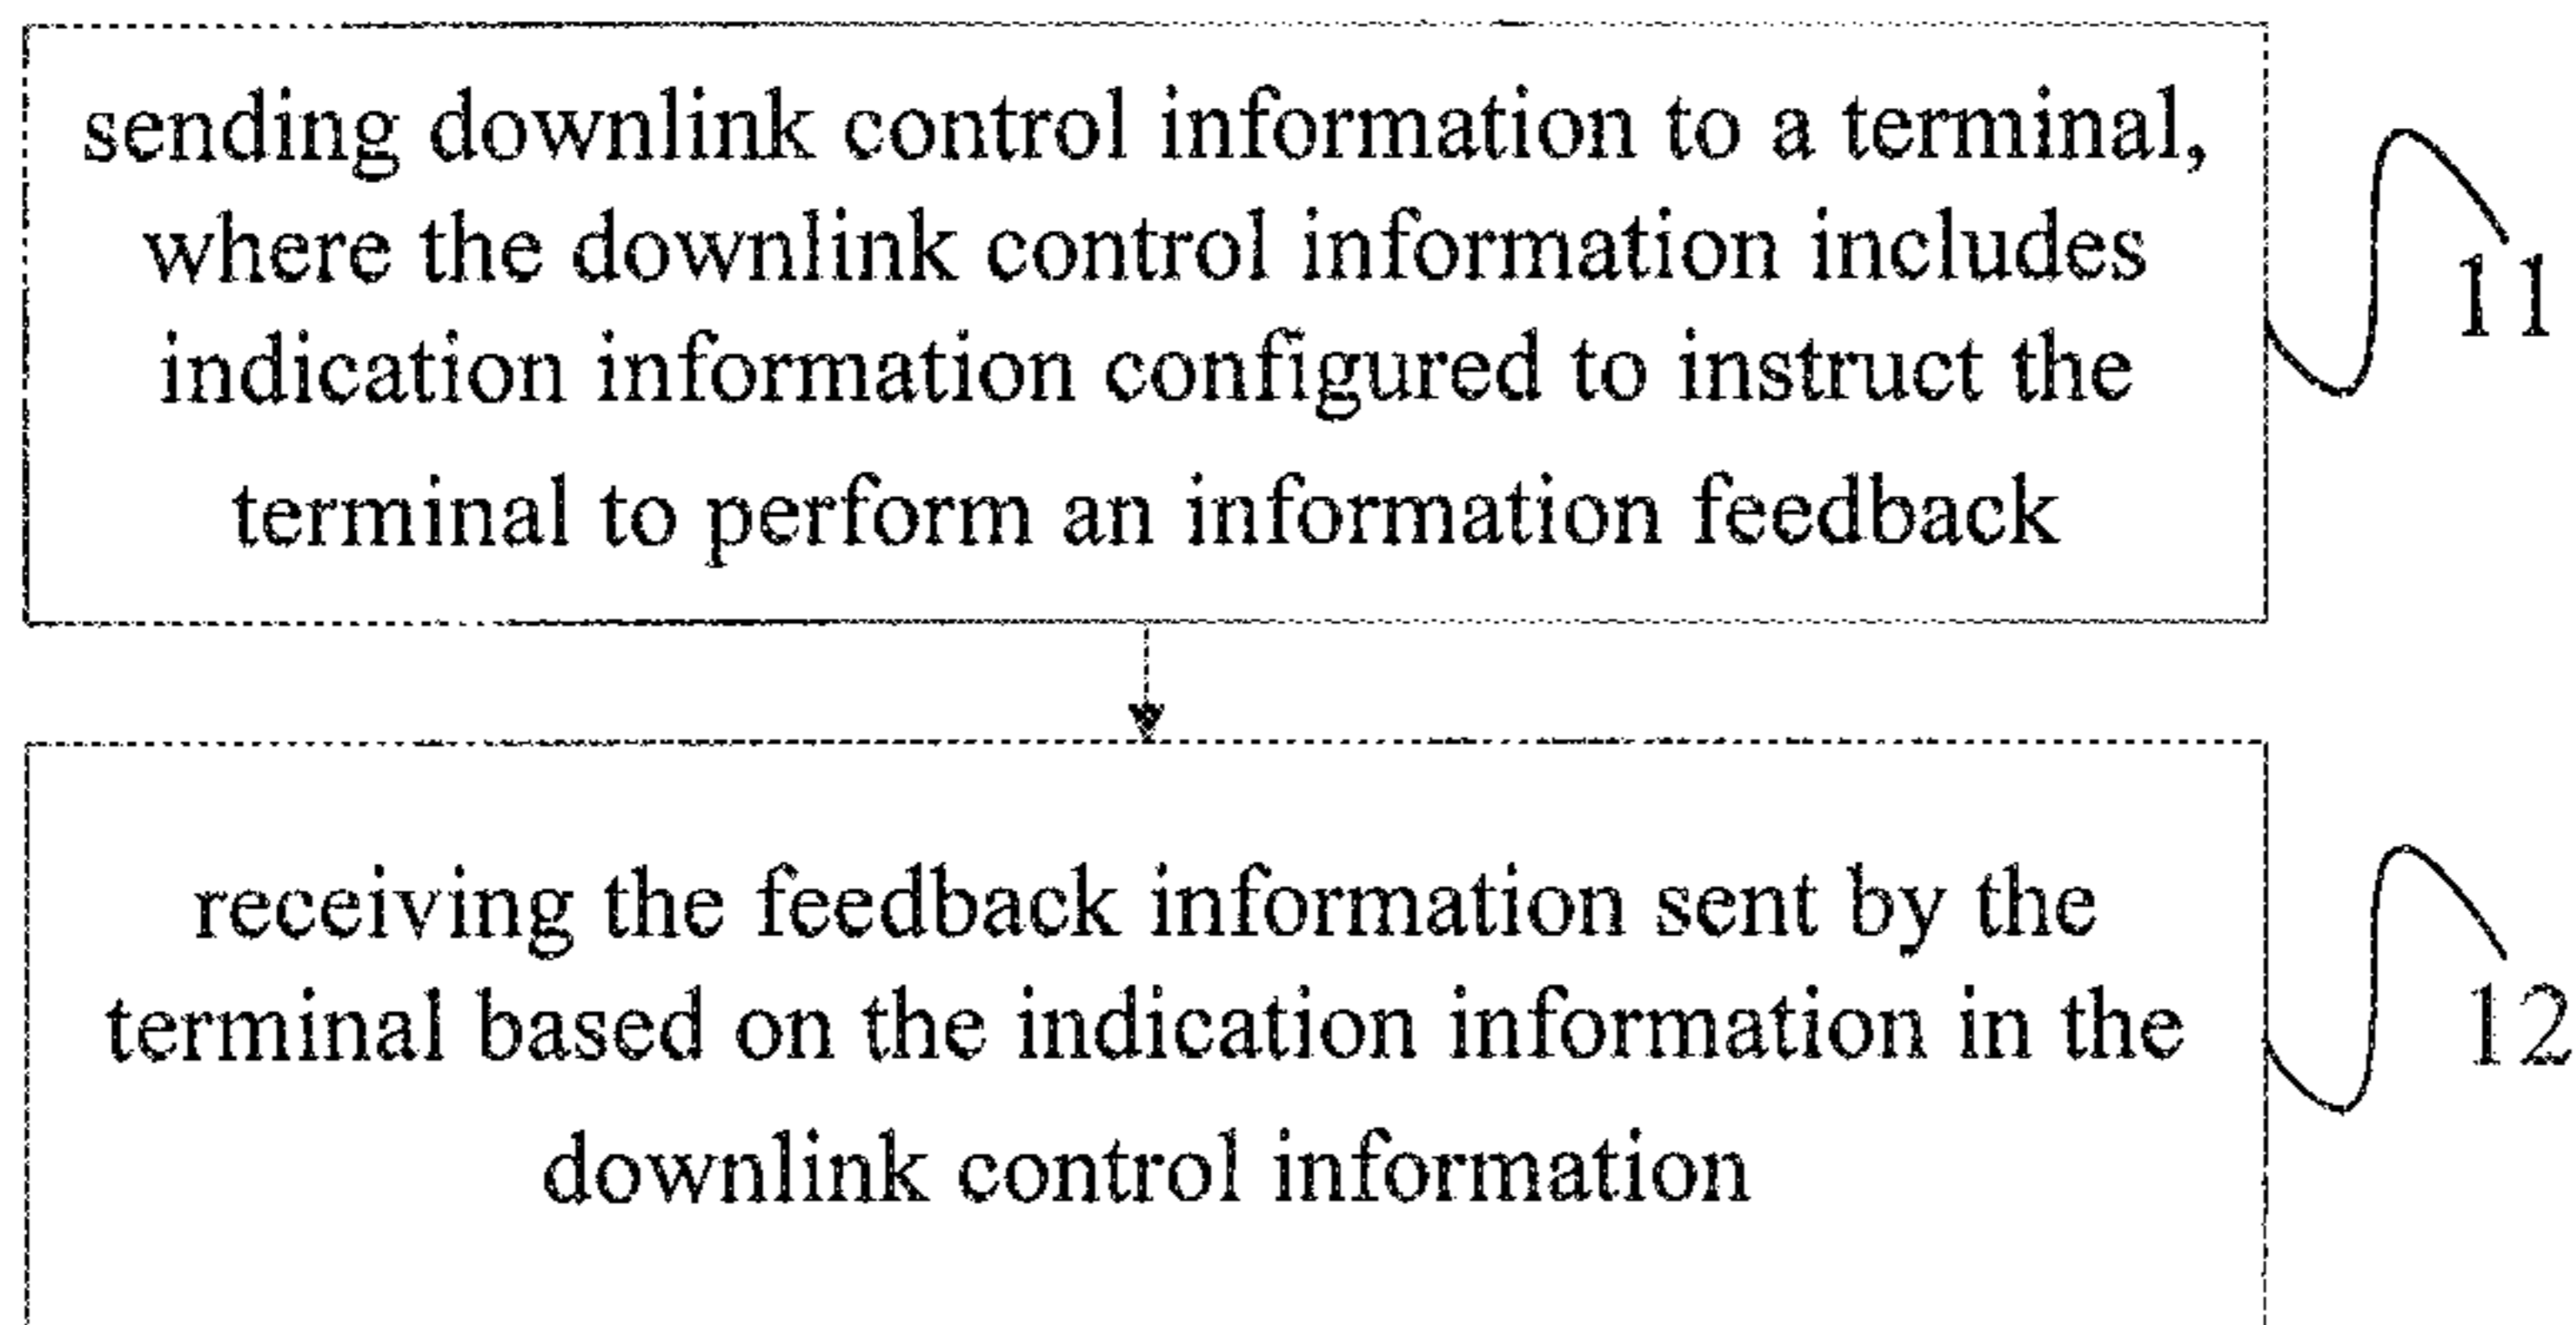 sending downlink control information to a terminal,
where the downlink control information includes
indication information configured to instruct the
terminal to perform an information feedback
11
receiving the feedback information sent by the
terminal based on the indication information in the
downlink control information
12